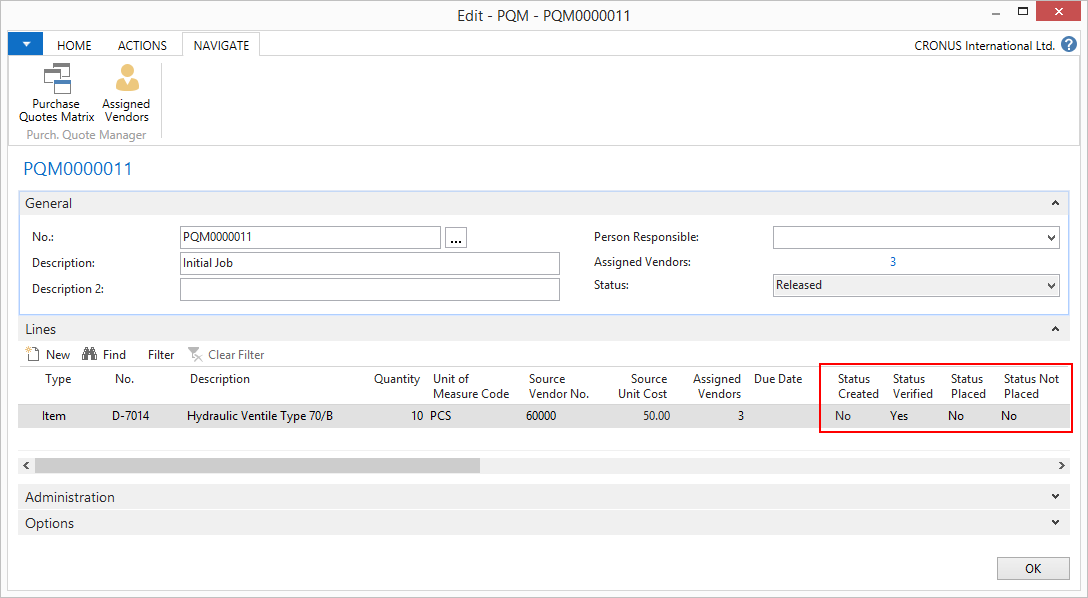 Edit - PQM - PQM0000011
HOME ACTIONS NAVIGATE CRONUS International Ltd. ?
Purchase Quotes Matrix
Assigned Vendors
Purch. Quote Manager
PQM0000011
General
No.: PQM0000011 ...
Description: Initial Job
Description 2:
Person Responsible:
Assigned Vendors: 3
Status: Released
Lines
New Find Filter Clear Filter
Type No. Description Quantity Unit of Measure Code Source Vendor No. Source Unit Cost Assigned Vendors Due Date Status Created Status Verified Status Placed Status Not Placed
Item D-7014 Hydraulic Ventile Type 70/B 10 PCS 60000 50.00 3 No Yes No No
Administration
Options
OK